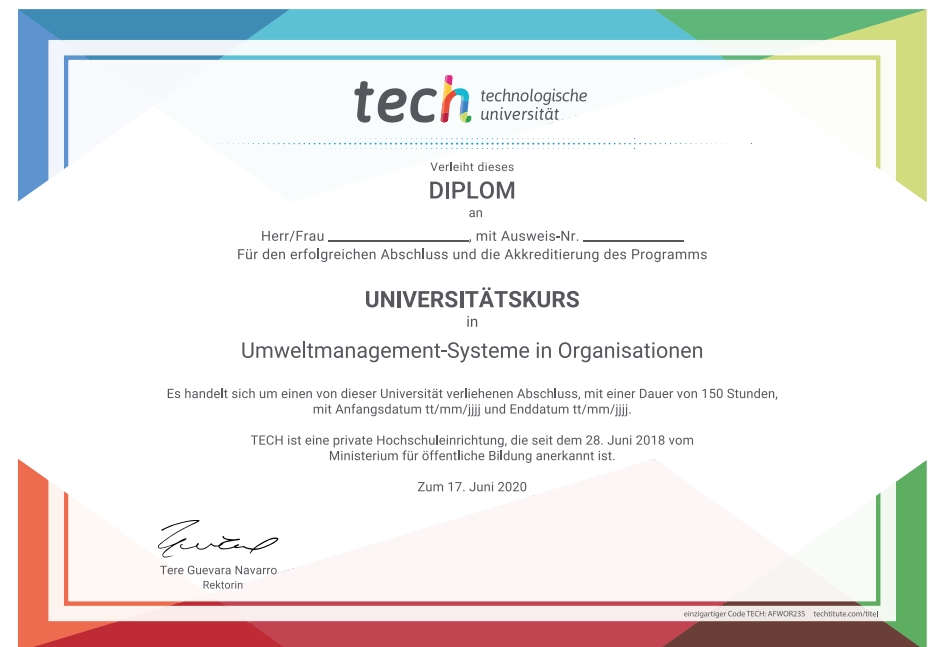 tech technologische
universität
Verleiht dieses
DIPLOM
an
Herr/Frau ____________________, mit Ausweis-Nr. ______________
Für den erfolgreichen Abschluss und die Akkreditierung des Programms
UNIVERSITÄTSKURS
in
Umweltmanagement-Systeme in Organisationen
Es handelt sich um einen von dieser Universität verliehenen Abschluss, mit einer Dauer von 150 Stunden,
mit Anfangsdatum tt/mm/jjjj und Enddatum tt/mm/jjjj.
TECH ist eine private Hochschuleinrichtung, die seit dem 28. Juni 2018 vom
Ministerium für öffentliche Bildung anerkannt ist.
Zum 17. Juni 2020
Tere Guevara Navarro
Rektorin
einzigartiger Code TECH: AFWOR23S techtitute.com/titel